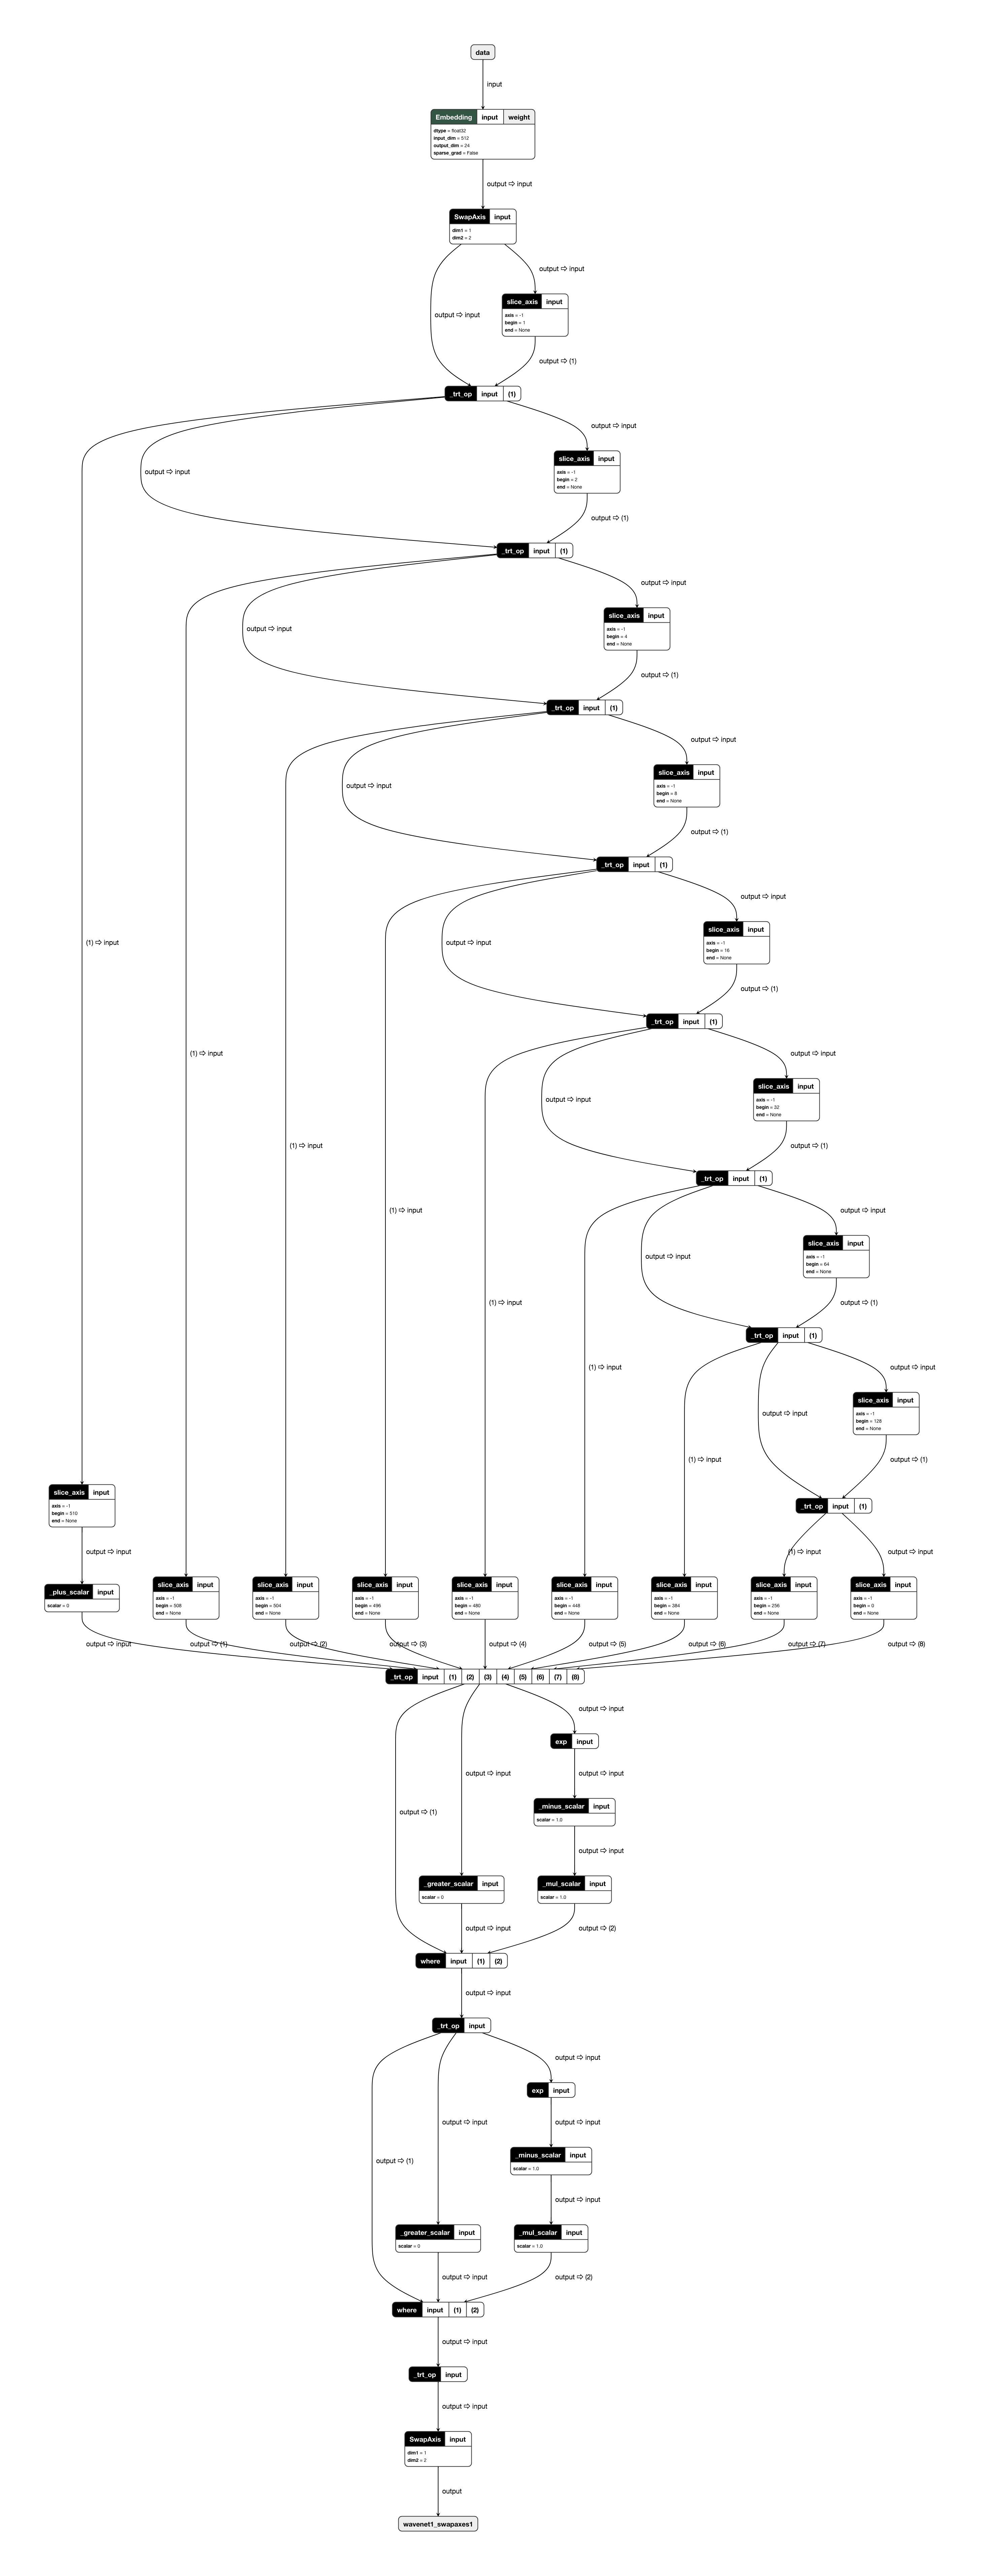 data
input
Embedding input weight
dtype = float32
input_dim = 512
output_dim = 24
sparse_grad = False
output ⇨ input
SwapAxis input
dim1 = 1
dim2 = 2
output ⇨ input
slice_axis input
axis = -1
begin = 1
end = None
output ⇨ input
output ⇨ (1)
_trt_op input (1)
output ⇨ input
slice_axis input
axis = -1
begin = 2
end = None
output ⇨ input
output ⇨ (1)
_trt_op input (1)
output ⇨ input
slice_axis input
axis = -1
begin = 4
end = None
output ⇨ input
output ⇨ (1)
_trt_op input (1)
output ⇨ input
slice_axis input
axis = -1
begin = 8
end = None
output ⇨ input
output ⇨ (1)
_trt_op input (1)
output ⇨ input
slice_axis input
axis = -1
begin = 16
end = None
(1) ⇨ input
output ⇨ input
output ⇨ (1)
_trt_op input (1)
(1) ⇨ input
output ⇨ input
slice_axis input
axis = -1
begin = 32
end = None
output ⇨ input
(1) ⇨ input
output ⇨ (1)
_trt_op input (1)
(1) ⇨ input
output ⇨ input
slice_axis input
axis = -1
begin = 64
end = None
output ⇨ input
(1) ⇨ input
output ⇨ (1)
_trt_op input (1)
(1) ⇨ input
output ⇨ input
slice_axis input
axis = -1
begin = 128
end = None
output ⇨ input
(1) ⇨ input
output ⇨ (1)
slice_axis input
axis = -1
begin = 510
end = None
_trt_op input (1)
output ⇨ input
(1) ⇨ input
output ⇨ input
_plus_scalar input
scalar = 0
slice_axis input
axis = -1
begin = 508
end = None
slice_axis input
axis = -1
begin = 504
end = None
slice_axis input
axis = -1
begin = 496
end = None
slice_axis input
axis = -1
begin = 480
end = None
slice_axis input
axis = -1
begin = 448
end = None
slice_axis input
axis = -1
begin = 384
end = None
slice_axis input
axis = -1
begin = 256
end = None
slice_axis input
axis = -1
begin = 0
end = None
output ⇨ input
output ⇨ (1)
output ⇨ (2)
output ⇨ (3)
output ⇨ (4)
output ⇨ (5)
output ⇨ (6)
output ⇨ (7)
output ⇨ (8)
_trt_op input (1) (2) (3) (4) (5) (6) (7) (8)
output ⇨ input
exp input
output ⇨ input
output ⇨ input
_minus_scalar input
scalar = 1.0
output ⇨ (1)
output ⇨ input
_greater_scalar input
scalar = 0
_mul_scalar input
scalar = 1.0
output ⇨ input
output ⇨ (2)
where input (1) (2)
output ⇨ input
_trt_op input
output ⇨ input
exp input
output ⇨ input
output ⇨ input
_minus_scalar input
scalar = 1.0
output ⇨ (1)
output ⇨ input
_greater_scalar input
scalar = 0
_mul_scalar input
scalar = 1.0
output ⇨ input
output ⇨ (2)
where input (1) (2)
output ⇨ input
_trt_op input
output ⇨ input
SwapAxis input
dim1 = 1
dim2 = 2
output
wavenet1_swapaxes1